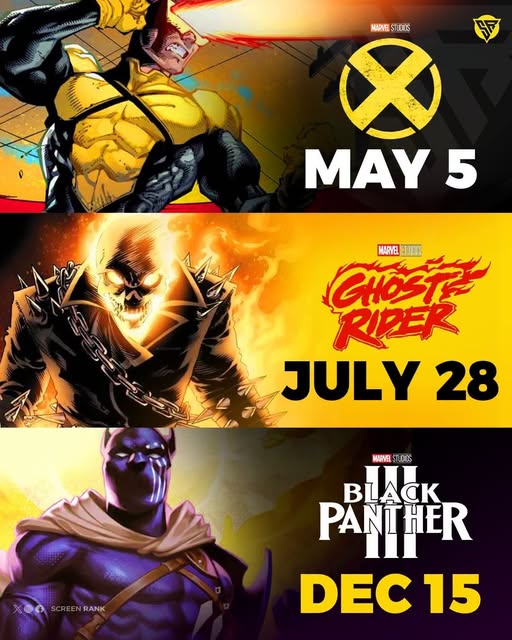 MARVEL STUDIOS
X
MAY 5
MARVEL STUDIOS
GHOST
RIDER
JULY 28
MARVEL STUDIOS
III
BLACK
PANTHER
DEC 15
SCREEN RANK